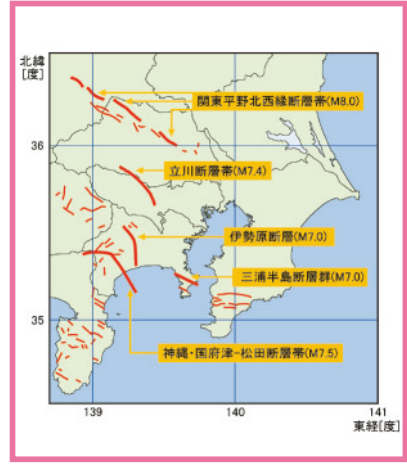 北緯
[度]
関東平野北西縁断層帯(M8.0)
36
立川断層帯(M7.4)
伊勢原断層(M7.0)
三浦半島断層群(M7.0)
35
神縄・国府津-松田断層帯(M7.5)
139
140
141
東経[度]